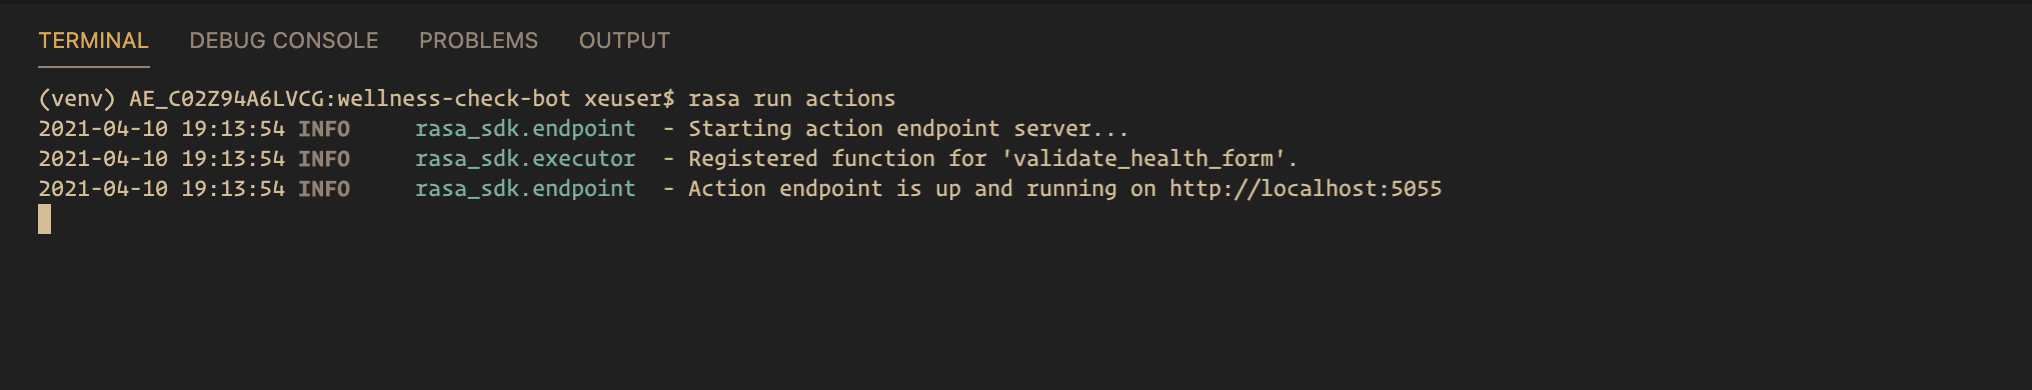 TERMINAL DEBUG CONSOLE PROBLEMS OUTPUT
(venv) AE_C02Z94A6LVCG:wellness-check-bot xeuser$ rasa run actions
2021-04-10 19:13:54 INFO     rasa_sdk.endpoint  - Starting action endpoint server...
2021-04-10 19:13:54 INFO     rasa_sdk.executor  - Registered function for 'validate_health_form'.
2021-04-10 19:13:54 INFO     rasa_sdk.endpoint  - Action endpoint is up and running on http://localhost:5055